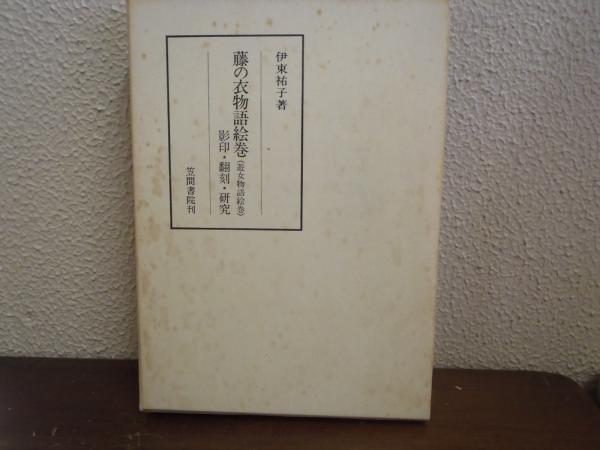 伊東祐子著
藤の衣物語絵巻（遊女物語絵巻）
影印・翻刻・研究
笠間書院刊